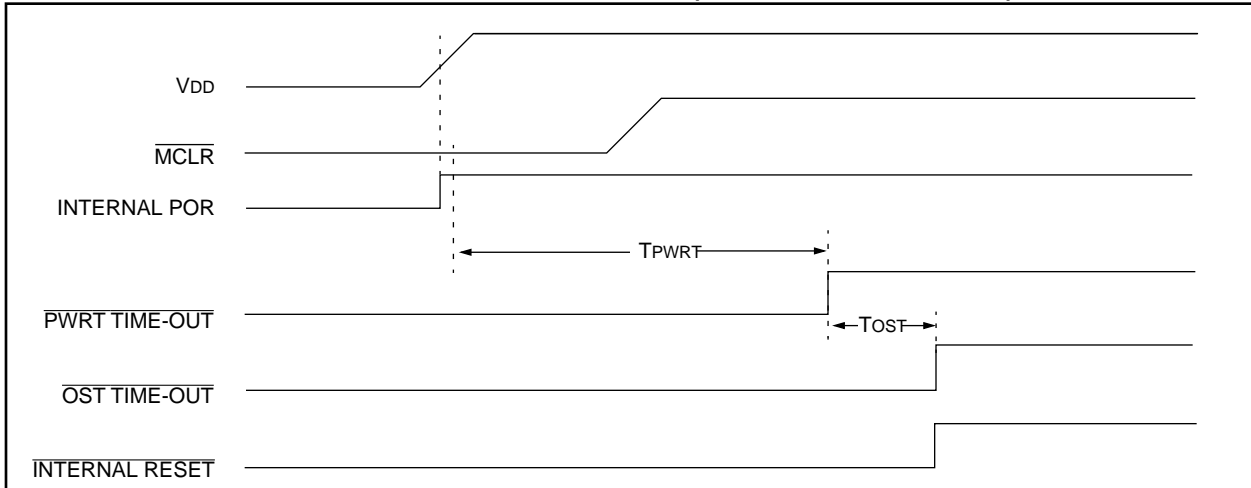 VDD
MCLR
INTERNAL POR
TPWRT
PWRT TIME-OUT
TOST
OST TIME-OUT
INTERNAL RESET